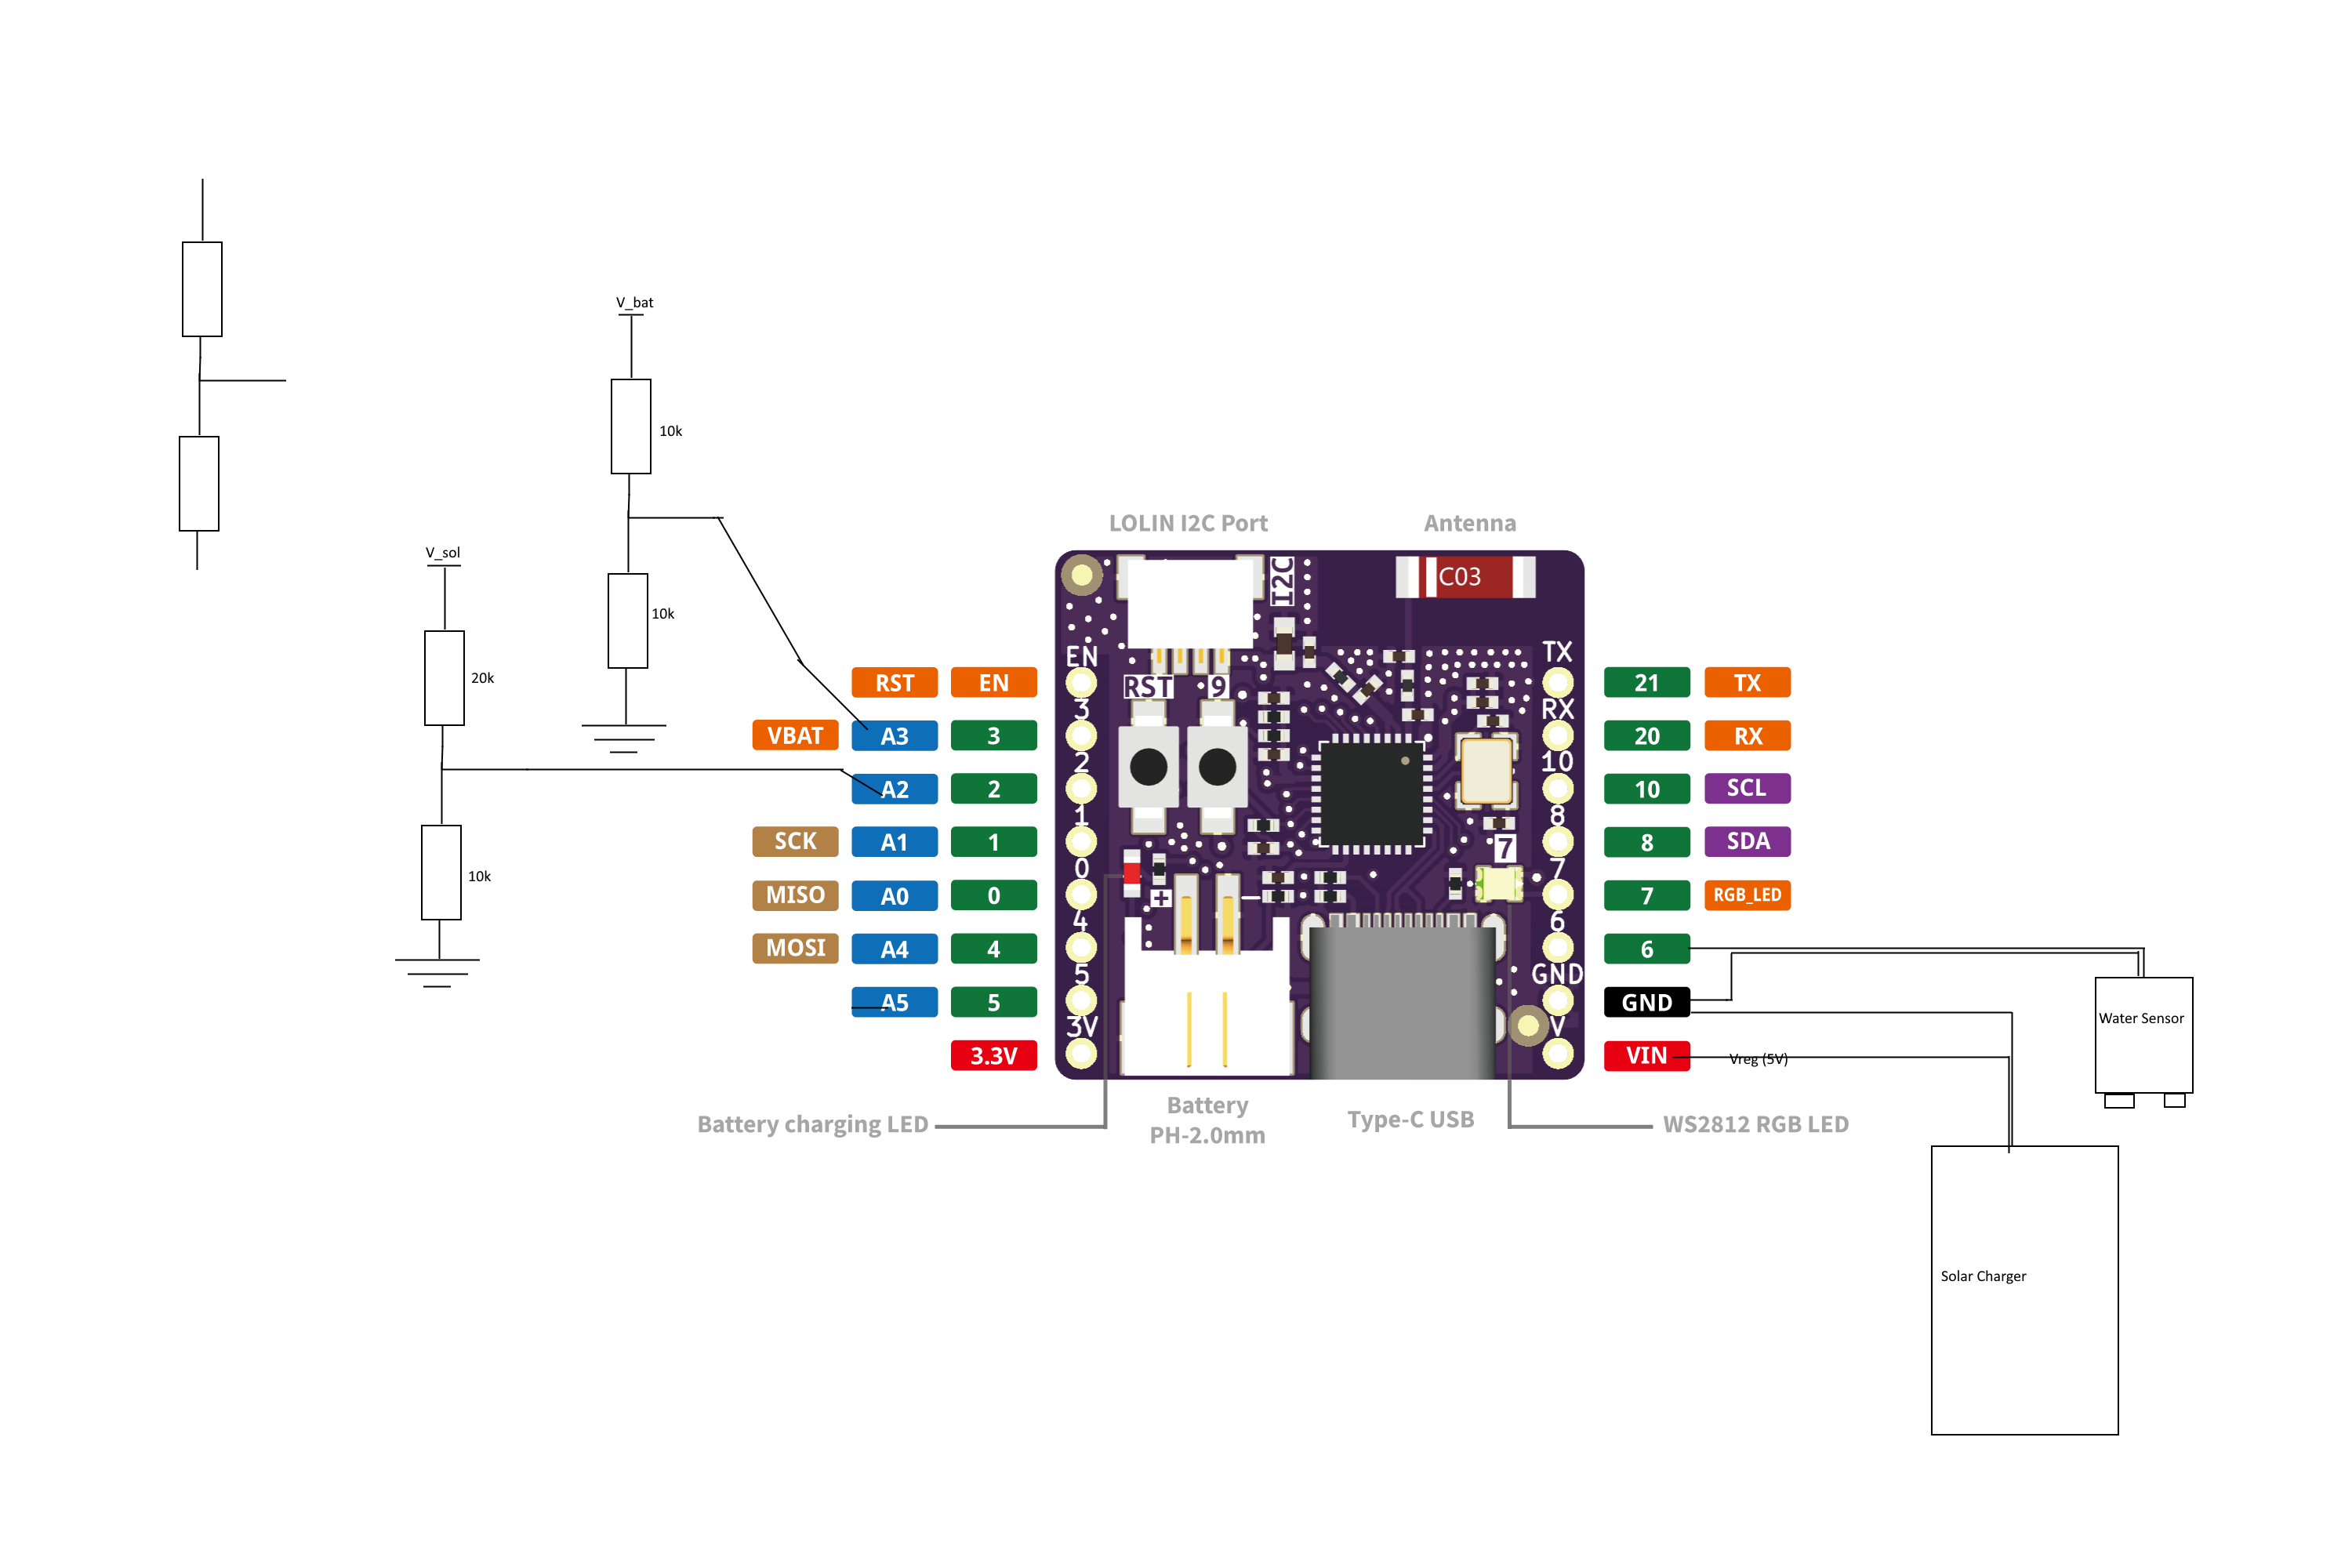 V_bat
10k
10k
V_sol
20k
10k
LOLIN I2C Port
Antenna
I2C
C03
EN
RST
9
TX
3
RX
2
10
1
8
0
7
7
+
4
6
5
GND
3V
V
RST EN
VBAT A3 3
A2 2
SCK A1 1
MISO A0 0
MOSI A4 4
A5 5
3.3V
21 TX
20 RX
10 SCL
8 SDA
7 RGB_LED
6
GND
VIN Vreg (5V)
Water Sensor
Battery charging LED
Battery
PH-2.0mm
Type-C USB
WS2812 RGB LED
Solar Charger